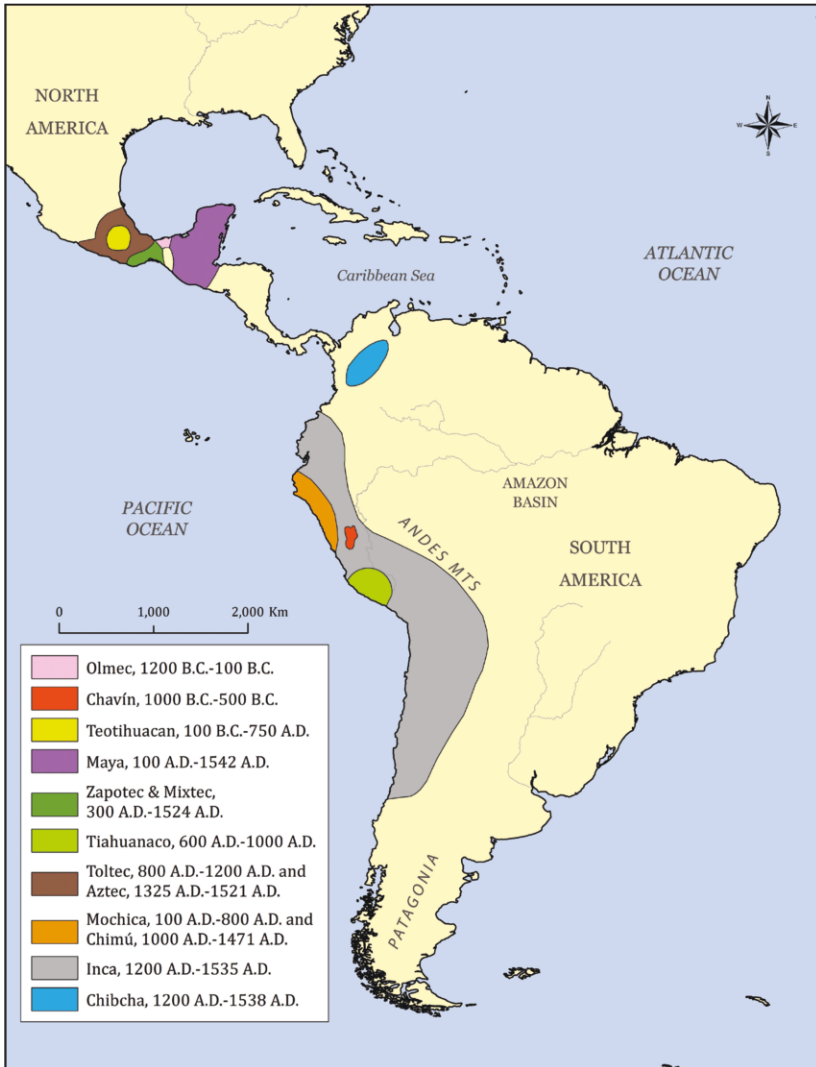 NORTH
AMERICA
N
W
E
S
ATLANTIC
OCEAN
Caribbean Sea
AMAZON
BASIN
PACIFIC
OCEAN
ANDES MTS
SOUTH
AMERICA
0
1,000
2,000 Km
Olmec, 1200 B.C.-100 B.C.
Chavín, 1000 B.C.-500 B.C.
Teotihuacan, 100 B.C.-750 A.D.
Maya, 100 A.D.-1542 A.D.
Zapotec & Mixtec,
300 A.D.-1524 A.D.
Tiahuanaco, 600 A.D.-1000 A.D.
Toltec, 800 A.D.-1200 A.D. and
Aztec, 1325 A.D.-1521 A.D.
Mochica, 100 A.D.-800 A.D. and
Chimú, 1000 A.D.-1471 A.D.
Inca, 1200 A.D.-1535 A.D.
Chibcha, 1200 A.D.-1538 A.D.
PATAGONIA